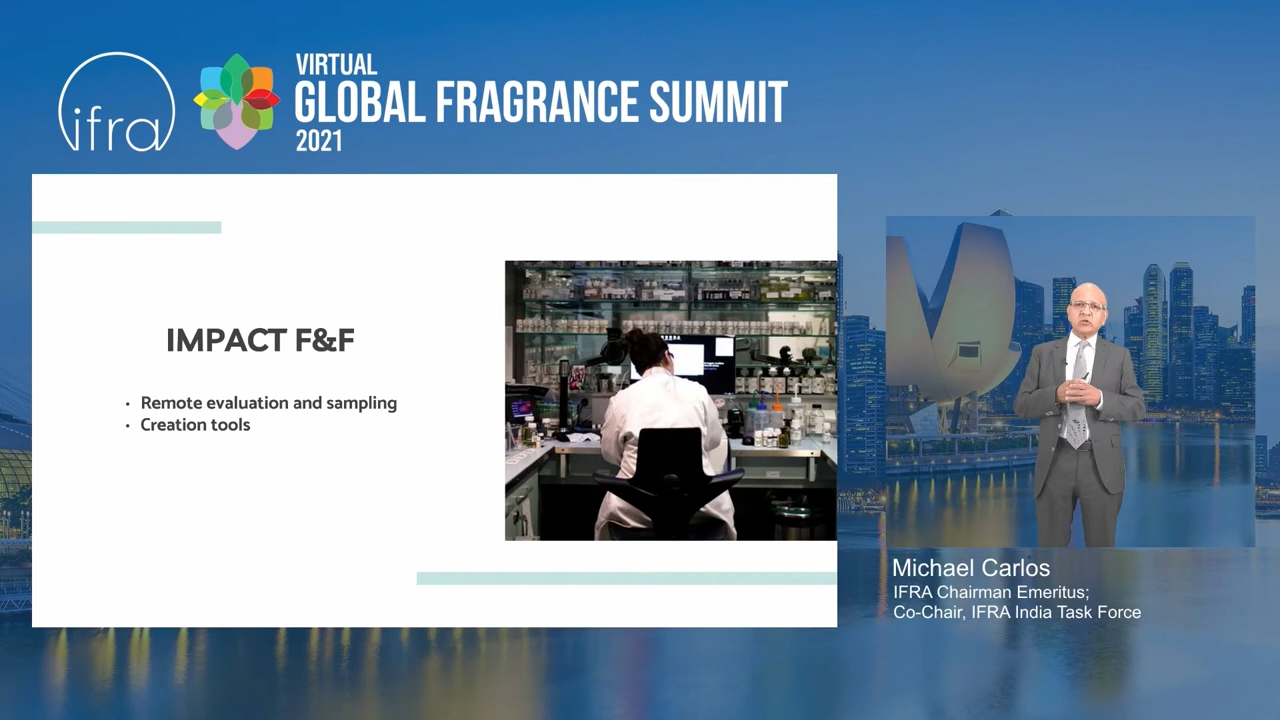 ifra
VIRTUAL
GLOBAL FRAGRANCE SUMMIT
2021
IMPACT F&F
• Remote evaluation and sampling
• Creation tools
Michael Carlos
IFRA Chairman Emeritus;
Co-Chair, IFRA India Task Force